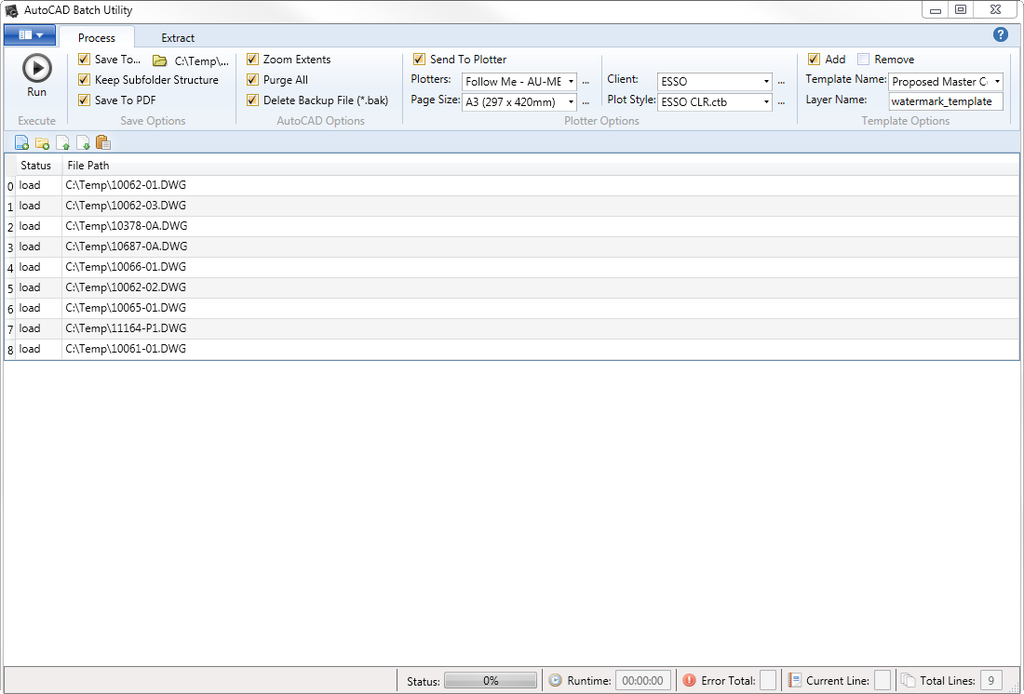 AutoCAD Batch Utility
Process Extract
Run
Execute
Save To... C:\Temp\...
Keep Subfolder Structure
Save To PDF
Save Options
Zoom Extents
Purge All
Delete Backup File (*.bak)
AutoCAD Options
Send To Plotter
Plotters: Follow Me - AU-ME ...
Page Size: A3 (297 x 420mm) ...
Client: ESSO ...
Plot Style: ESSO CLR.ctb ...
Plotter Options
Add Remove
Template Name: Proposed Master C
Layer Name: watermark_template
Template Options
Status File Path
0 load C:\Temp\10062-01.DWG
1 load C:\Temp\10062-03.DWG
2 load C:\Temp\10378-0A.DWG
3 load C:\Temp\10687-0A.DWG
4 load C:\Temp\10066-01.DWG
5 load C:\Temp\10062-02.DWG
6 load C:\Temp\10065-01.DWG
7 load C:\Temp\11164-P1.DWG
8 load C:\Temp\10061-01.DWG
Status: 0% Runtime: 00:00:00 Error Total: Current Line: Total Lines: 9